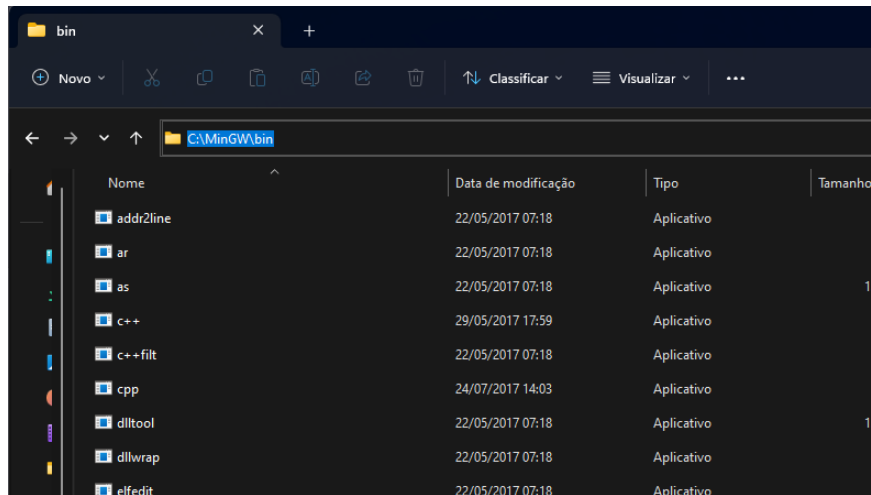 bin
Novo
Classificar
Visualizar
C:\MinGW\bin
Nome Data de modificação Tipo Tamanho
addr2line 22/05/2017 07:18 Aplicativo
ar 22/05/2017 07:18 Aplicativo
as 22/05/2017 07:18 Aplicativo 1
c++ 29/05/2017 17:59 Aplicativo
c++filt 22/05/2017 07:18 Aplicativo
cpp 24/07/2017 14:03 Aplicativo
dlltool 22/05/2017 07:18 Aplicativo 1
dllwrap 22/05/2017 07:18 Aplicativo
elfedit 22/05/2017 07:18 Aplicativo